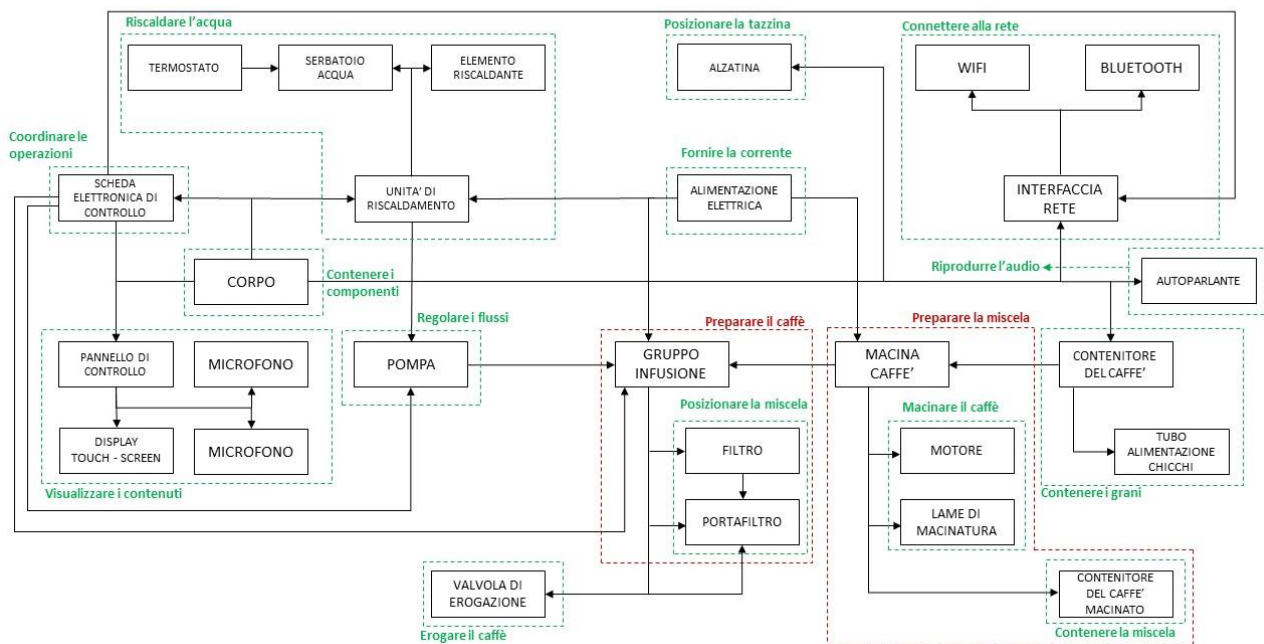 Riscaldare l'acqua
Posizionare la tazzina
Connettere alla rete
TERMOSTATO
SERBATOIO
ACQUA
ELEMENTO
RISCALDANTE
ALZATINA
WIFI
BLUETOOTH
Coordinare le
operazioni
Fornire la corrente
SCHEDA
ELETTRONICA DI
CONTROLLO
UNITA' DI
RISCALDAMENTO
ALIMENTAZIONE
ELETTRICA
INTERFACCIA
RETE
CORPO
Contenere i
componenti
Riprodurre l'audio
AUTOPARLANTE
Regolare i flussi
Preparare il caffè
Preparare la miscela
PANNELLO DI
CONTROLLO
MICROFONO
POMPA
GRUPPO
INFUSIONE
MACINA
CAFFE'
CONTENITORE
DEL CAFFE'
Posizionare la miscela
Macinare il caffè
DISPLAY
TOUCH - SCREEN
MICROFONO
FILTRO
MOTORE
TUBO
ALIMENTAZIONE
CHICCHI
Visualizzare i contenuti
Contenere i grani
PORTAFILTRO
LAME DI
MACINATURA
VALVOLA DI
EROGAZIONE
CONTENITORE
DEL CAFFE'
MACINATO
Erogare il caffè
Contenere la miscela